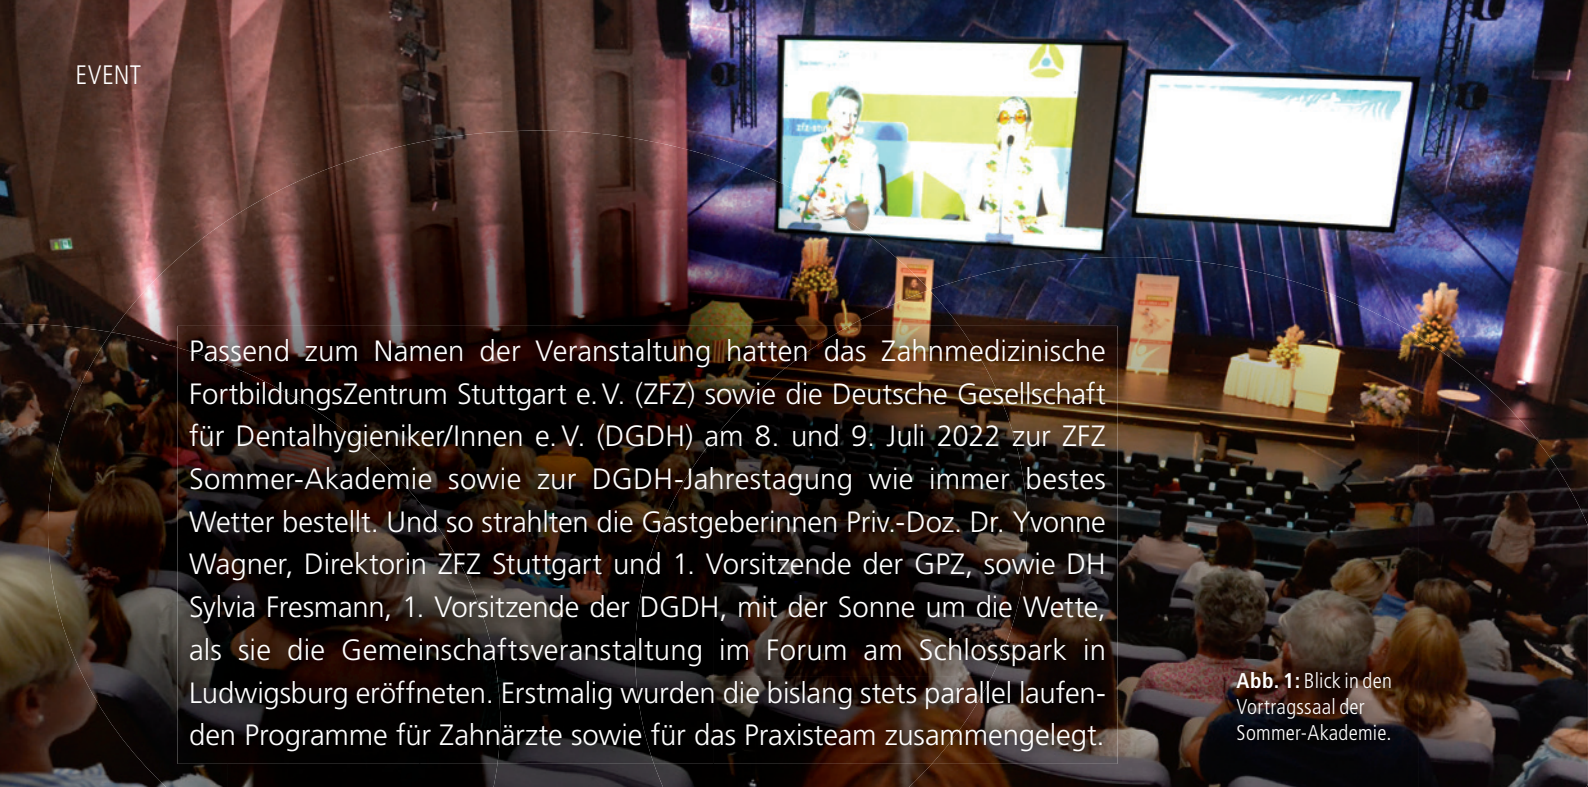 EVENT
Passend zum Namen der Veranstaltung hatten das Zahnmedizinische
FortbildungsZentrum Stuttgart e. V. (ZFZ) sowie die Deutsche Gesellschaft
für Dentalhygieniker/Innen e. V. (DGDH) am 8. und 9. Juli 2022 zur ZFZ
Sommer-Akademie sowie zur DGDH-Jahrestagung wie immer bestes
Wetter bestellt. Und so strahlten die Gastgeberinnen Priv.-Doz. Dr. Yvonne
Wagner, Direktorin ZFZ Stuttgart und 1. Vorsitzende der GPZ, sowie DH
Sylvia Fresmann, 1. Vorsitzende der DGDH, mit der Sonne um die Wette,
als sie die Gemeinschaftsveranstaltung im Forum am Schlosspark in
Ludwigsburg eröffneten. Erstmalig wurden die bislang stets parallel laufen-
den Programme für Zahnärzte sowie für das Praxisteam zusammengelegt.
Abb. 1: Blick in den
Vortragssaal der
Sommer-Akademie.